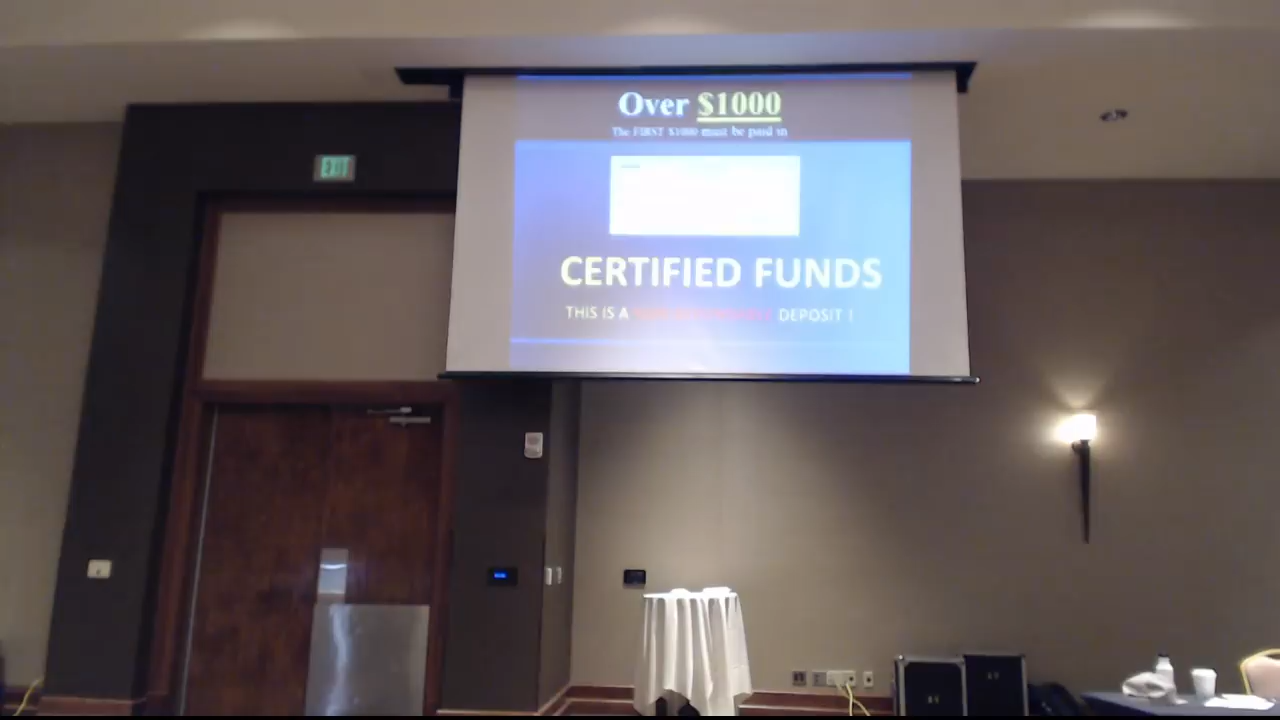 Over $1000
The FIRST $1000 must be paid in
EXIT
CERTIFIED FUNDS
THIS IS A DEPOSIT !